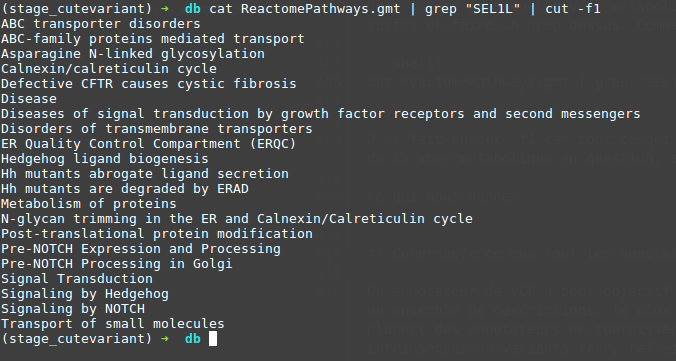 (stage_cutevariant) ➜ db cat ReactomePathways.gmt | grep "SEL1L" | cut -f1
ABC transporter disorders
ABC-family proteins mediated transport
Asparagine N-linked glycosylation
Calnexin/calreticulin cycle
Defective CFTR causes cystic fibrosis
Disease
Diseases of signal transduction by growth factor receptors and second messengers
Disorders of transmembrane transporters
ER Quality Control Compartment (ERQC)
Hedgehog ligand biogenesis
Hh mutants abrogate ligand secretion
Hh mutants are degraded by ERAD
Metabolism of proteins
N-glycan trimming in the ER and Calnexin/Calreticulin cycle
Post-translational protein modification
Pre-NOTCH Expression and Processing
Pre-NOTCH Processing in Golgi
Signal Transduction
Signaling by Hedgehog
Signaling by NOTCH
Transport of small molecules
(stage_cutevariant) ➜ db